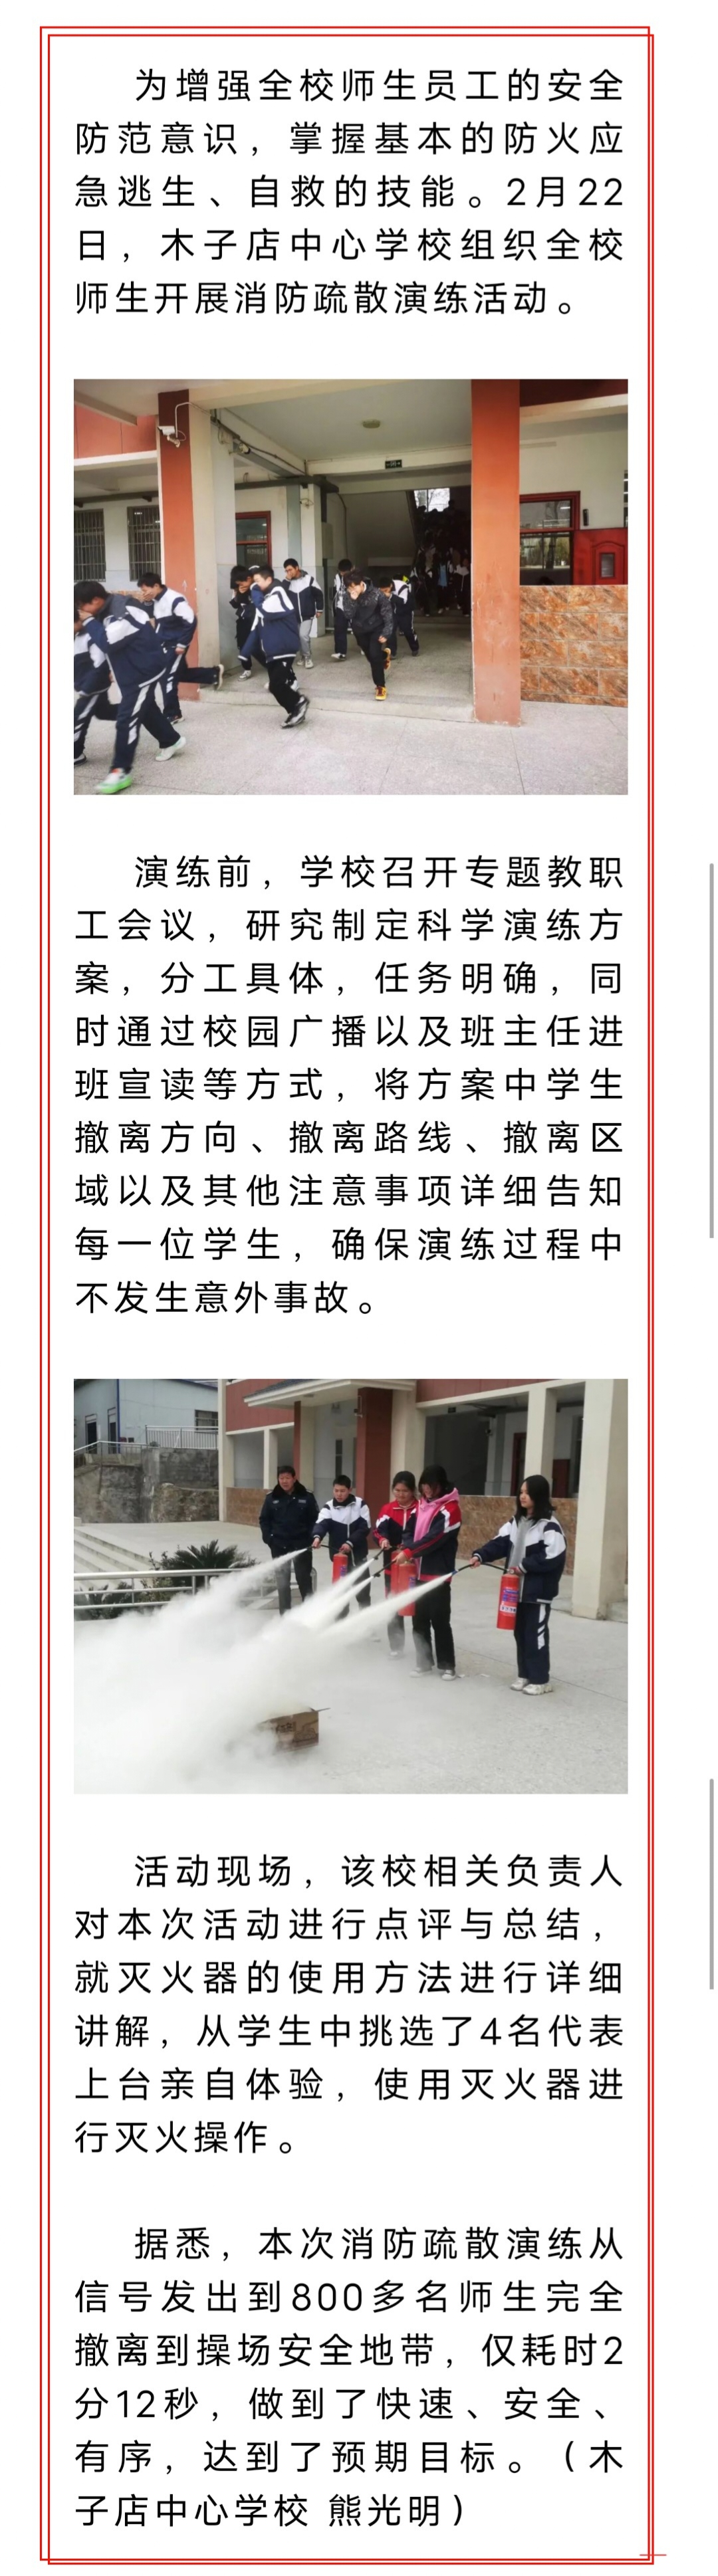 为增强全校师生员工的安全
防范意识，掌握基本的防火应
急逃生、自救的技能。2月22
日，木子店中心学校组织全校
师生开展消防疏散演练活动。
演练前，学校召开专题教职
工会议，研究制定科学演练方
案，分工具体，任务明确，同
时通过校园广播以及班主任进
班宣读等方式，将方案中学生
撤离方向、撤离路线、撤离区
域以及其他注意事项详细告知
每一位学生，确保演练过程中
不发生意外事故。
活动现场，该校相关负责人
对本次活动进行点评与总结，
就灭火器的使用方法进行详细
讲解，从学生中挑选了4名代表
上台亲自体验，使用灭火器进
行灭火操作。
据悉，本次消防疏散演练从
信号发出到800多名师生完全
撤离到操场安全地带，仅耗时2
分12秒，做到了快速、安全、
有序，达到了预期目标。（木
子店中心学校 熊光明）